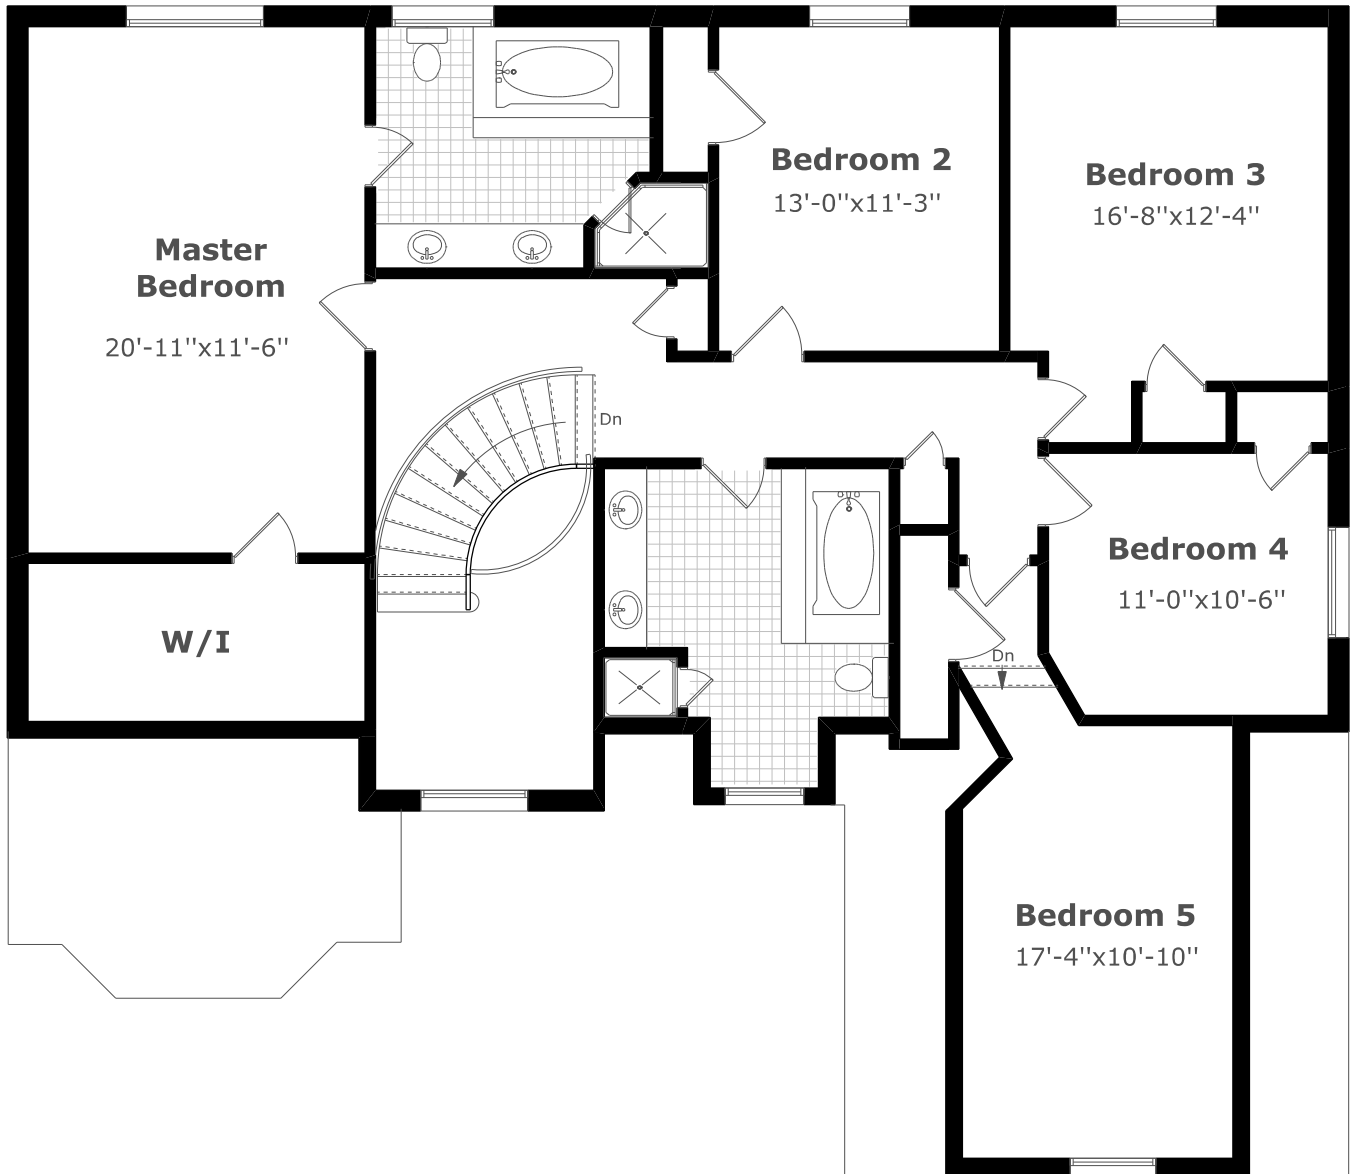 Master
Bedroom
20'-11"x11'-6"
Bedroom 2
13'-0"x11'-3"
Bedroom 3
16'-8"x12'-4"
Dn
Bedroom 4
11'-0"x10'-6"
W/I
Dn
Bedroom 5
17'-4"x10'-10"